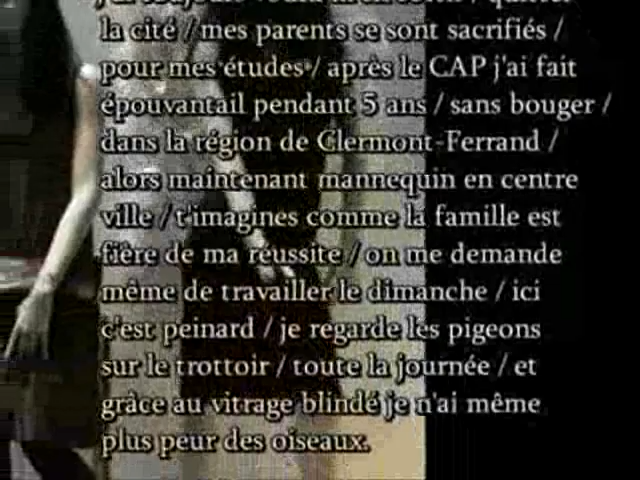 la cité / mes parents se sont sacrifiés /
pour mes études / après le CAP j'ai fait
épouvantail pendant 5 ans / sans bouger /
dans la région de Clermont-Ferrand /
alors maintenant mannequin en centre
ville / t'imagines comme la famille est
fière de ma réussite / on me demande
même de travailler le dimanche / ici
c'est peinard / je regarde les pigeons
sur le trottoir / toute la journée / et
grâce au vitrage blindé je n'ai même
plus peur des oiseaux.